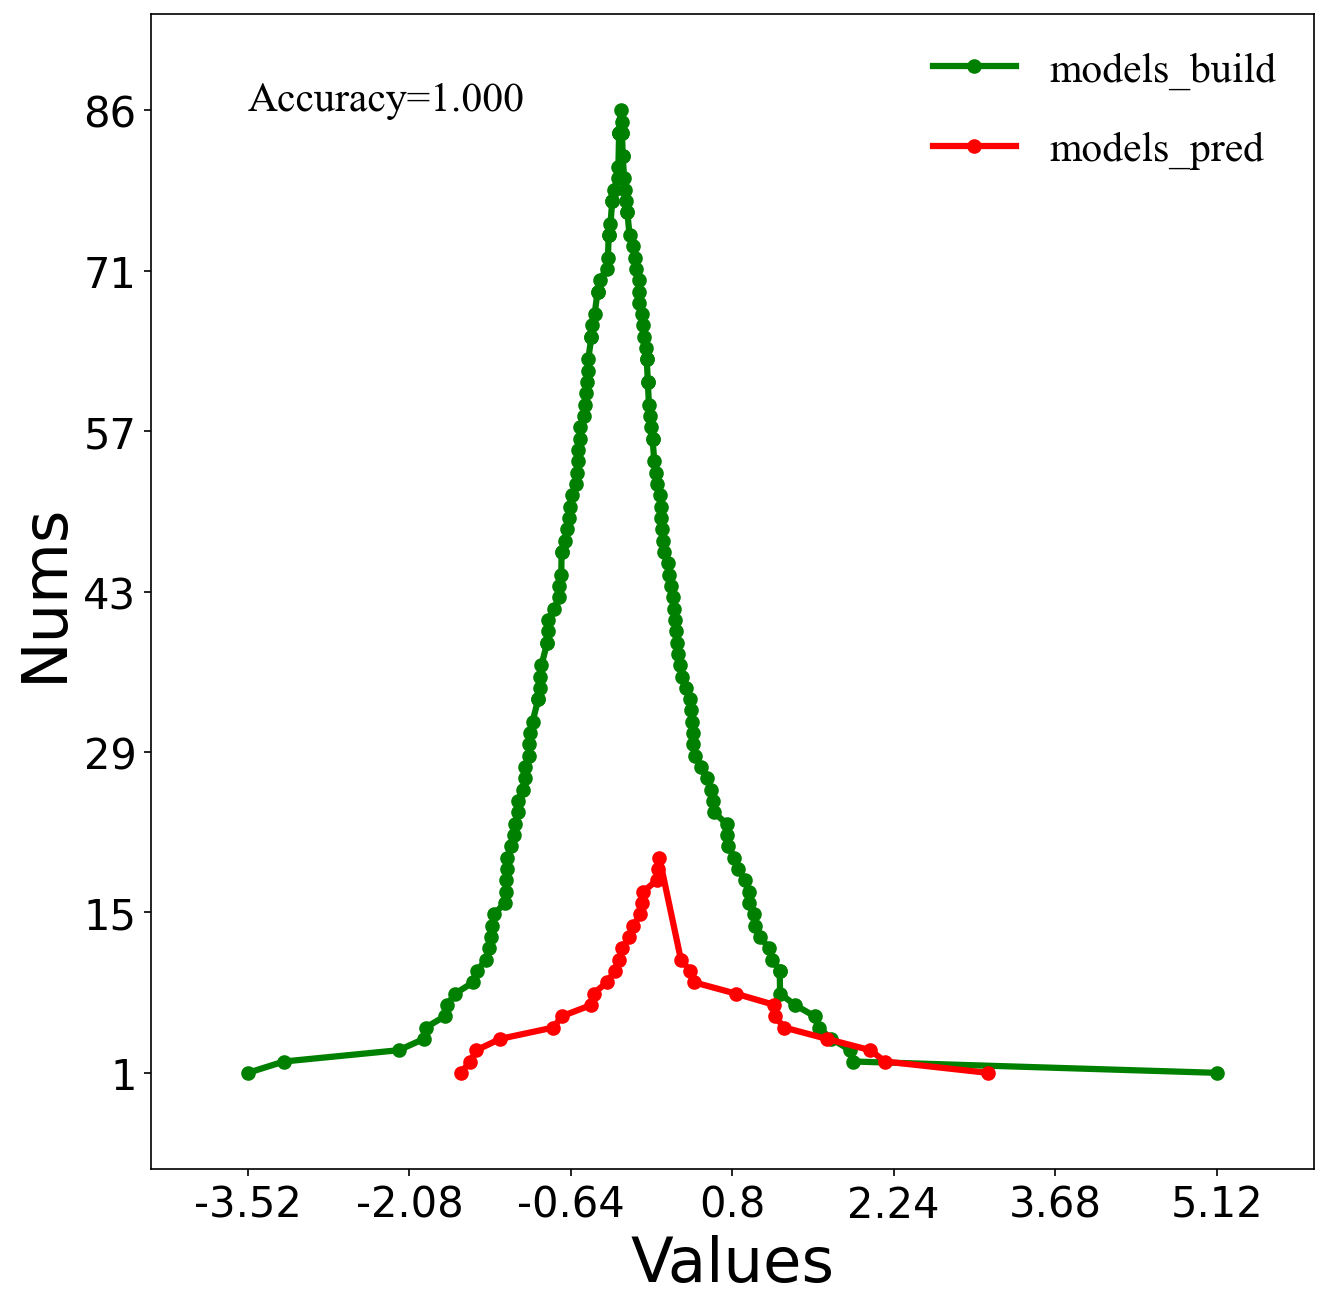 Accuracy=1.000
models_build
models_pred
86
71
57
43
29
15
1
Nums
-3.52 -2.08 -0.64 0.8 2.24 3.68 5.12
Values